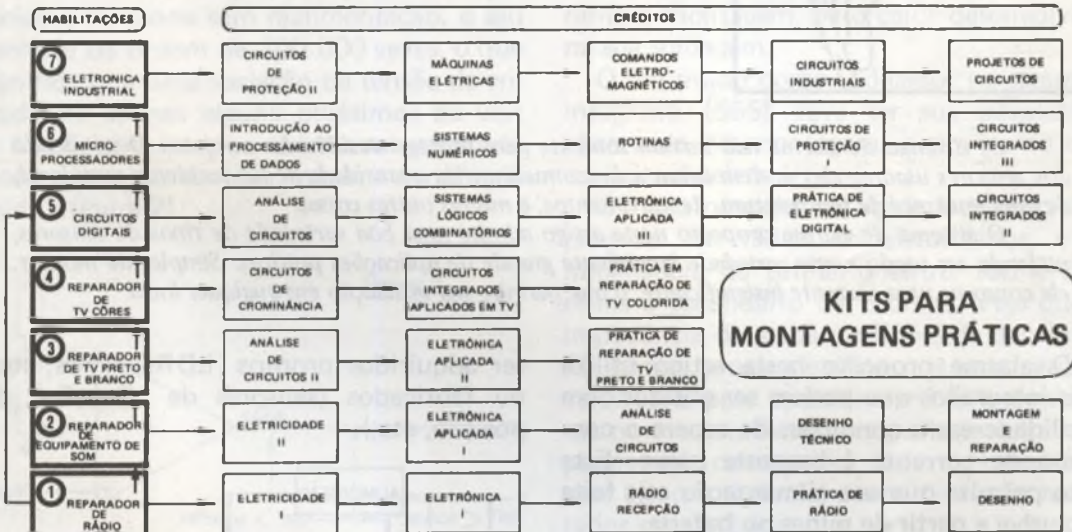 HABILITAÇÕES
CRÉDITOS
7
ELETRONICA
INDUSTRIAL
CIRCUITOS
DE
PROTEÇÃO II
MÁQUINAS
ELÉTRICAS
COMANDOS
ELETRO-
MAGNÉTICOS
CIRCUITOS
INDUSTRIAIS
PROJETOS DE
CIRCUITOS
6
MICRO-
PROCESSADORES
INTRODUÇÃO A
PROCESSAMENTO
DE DADOS
SISTEMAS
NUMÉRICOS
ROTINAS
CIRCUITOS DE
PROTEÇÃO
I
CIRCUITOS
INTEGRADOS
III
5
CIRCUITOS
DIGITAIS
ANÁLISE
DE
CIRCUITOS
III
SISTEMAS
LÓGICOS
COMBINATÓRIOS
ELETRÔNICA
APLICADA
III
PRÁTICA DE
ELETRÔNICA
DIGITAL
CIRCUITOS
INTEGRADOS
II
4
REPARADOR
DE
TV CÔRES
CIRCUITOS
DE
CROMINÂNCIA
CIRCUITOS
INTEGRADOS
APLICADOS EM TV
PRÁTICA EM
REPARAÇÃO DE
TV COLORIDA
3
REPARADOR
DE TV PRETO
E BRANCO
ANÁLISE
DE
CIRCUITOS II
ELETRÔNICA
APLICADA
II
PRATICA DE
REPARAÇÃO DE
TV
PRETO E BRANCO
KITS PARA
MONTAGENS PRÁTICAS
2
REPARADOR
DE
EQUIPAMENTO DE
SOM
ELETRICIDADE
II
ELETRÔNICA
APLICADA
I
ANÁLISE
DE
CIRCUITO
I
DESENHO
TÉCNICO
MONTAGEM
E
REPARAÇÃO
1
REPARADOR
DE
RÁDIO
ELETRICIDADE
I
ELETRÔNICA
I
RÁDIO
RECEPÇÃO
PRÁTICA DE
RÁDIO
DESENHO